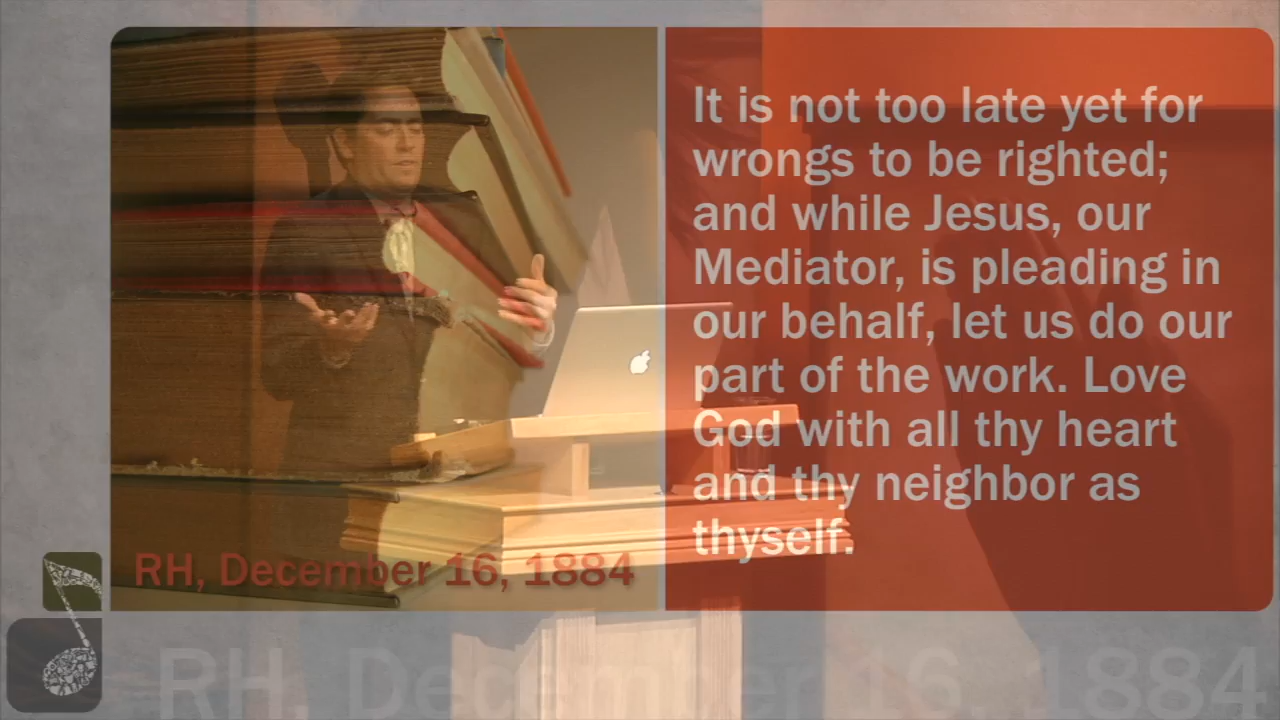 It is not too late yet for
wrongs to be righted;
and while Jesus, our
Mediator, is pleading in
our behalf, let us do our
part of the work. Love
God with all thy heart
and thy neighbor as
thyself.
RH, December 16, 1884
RH, December 16, 1884